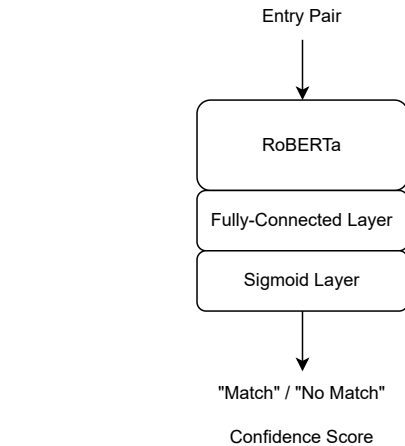 Entry Pair
RoBERTa
Fully-Connected Layer
Sigmoid Layer
"Match" / "No Match"
Confidence Score